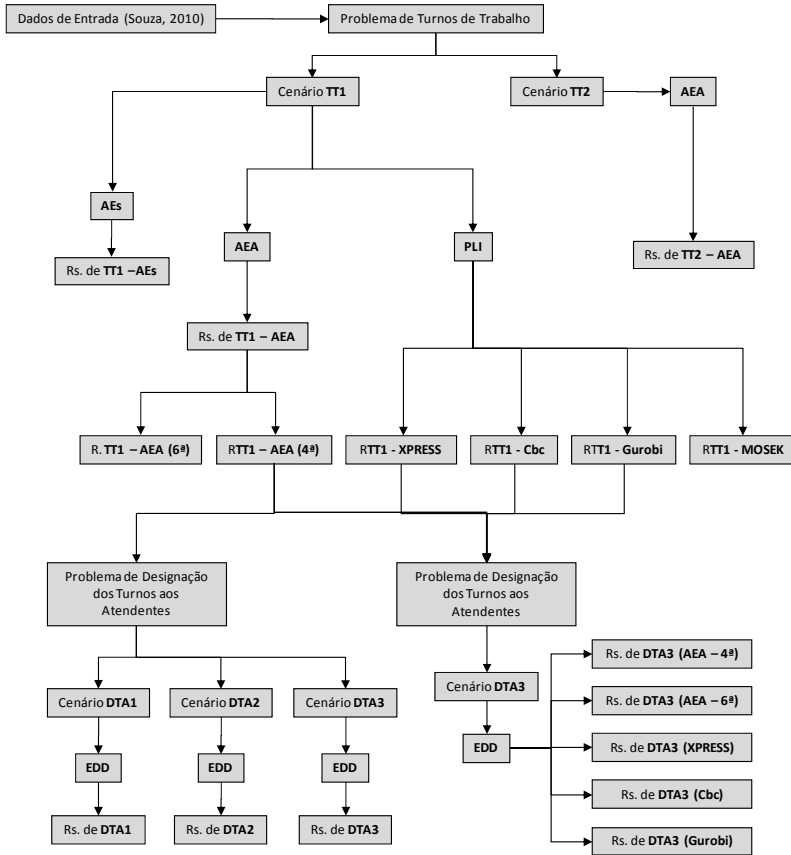 Dados de Entrada (Souza, 2010)
Problema de Turnos de Trabalho
Cenário TT1
Cenário TT2
AEA
AEs
AEA
PLI
Rs. de TT1 –AEs
Rs. de TT2 – AEA
Rs. de TT1 – AEA
R. TT1 – AEA (6ª)
RTT1 – AEA (4ª)
RTT1 - XPRESS
RTT1 - Cbc
RTT1 - Gurobi
RTT1 - MOSEK
Problema de Designação
dos Turnos aos
Atendentes
Problema de Designação
dos Turnos aos
Atendentes
Rs. de DTA3 (AEA – 4ª)
Cenário DTA3
Cenário DTA1
Cenário DTA2
Cenário DTA3
Rs. de DTA3 (AEA – 6ª)
EDD
Rs. de DTA3 (XPRESS)
EDD
EDD
EDD
Rs. de DTA3 (Cbc)
Rs. de DTA1
Rs. de DTA2
Rs. de DTA3
Rs. de DTA3 (Gurobi)